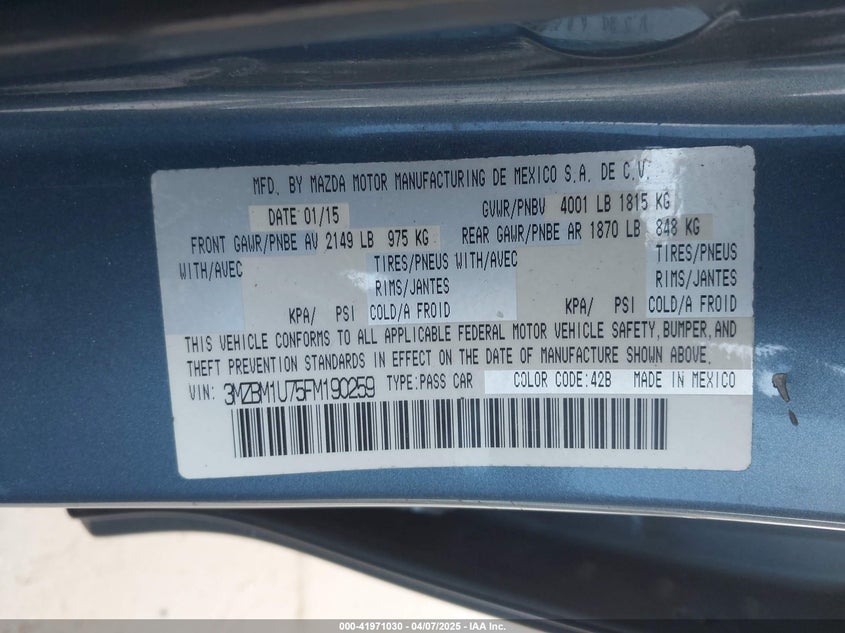 MFD. BY MAZDA MOTOR MANUFACTURING DE MEXICO S.A. DE C.V.
DATE 01/15 GVWR/PNBV 4001 LB 1815 KG
FRONT GAWR/PNBE AV 2149 LB 975 KG REAR GAWR/PNBE AR 1870 LB 848 KG
WITH/AVEC TIRES/PNEUS WITH/AVEC TIRES/PNEUS
RIMS/JANTES RIMS/JANTES
KPA/ PSI COLD/A FROID KPA/ PSI COLD/A FROID
THIS VEHICLE CONFORMS TO ALL APPLICABLE FEDERAL MOTOR VEHICLE SAFETY, BUMPER, AND
THEFT PREVENTION STANDARDS IN EFFECT ON THE DATE OF MANUFACTURE SHOWN ABOVE.
VIN: 3MZBM1U75FM190259 TYPE:PASS CAR COLOR CODE:42B MADE IN MEXICO
000-41971030 - 04/07/2025 - IAA Inc.